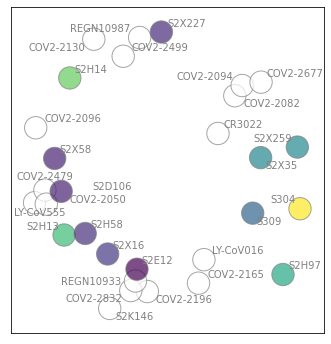 S2X227
REGN10987
COV2-2130
COV2-2499
S2H14
COV2-2094
COV2-2677
COV2-2082
COV2-2096
CR3022
S2X259
S2X58
S2X35
COV2-2479
S2D106
COV2-2050
S304
LY-CoV555
S309
S2H13
S2H58
S2X16
LY-CoV016
S2E12
S2H97
COV2-2165
REGN10933
COV2-2832
COV2-2196
S2K146